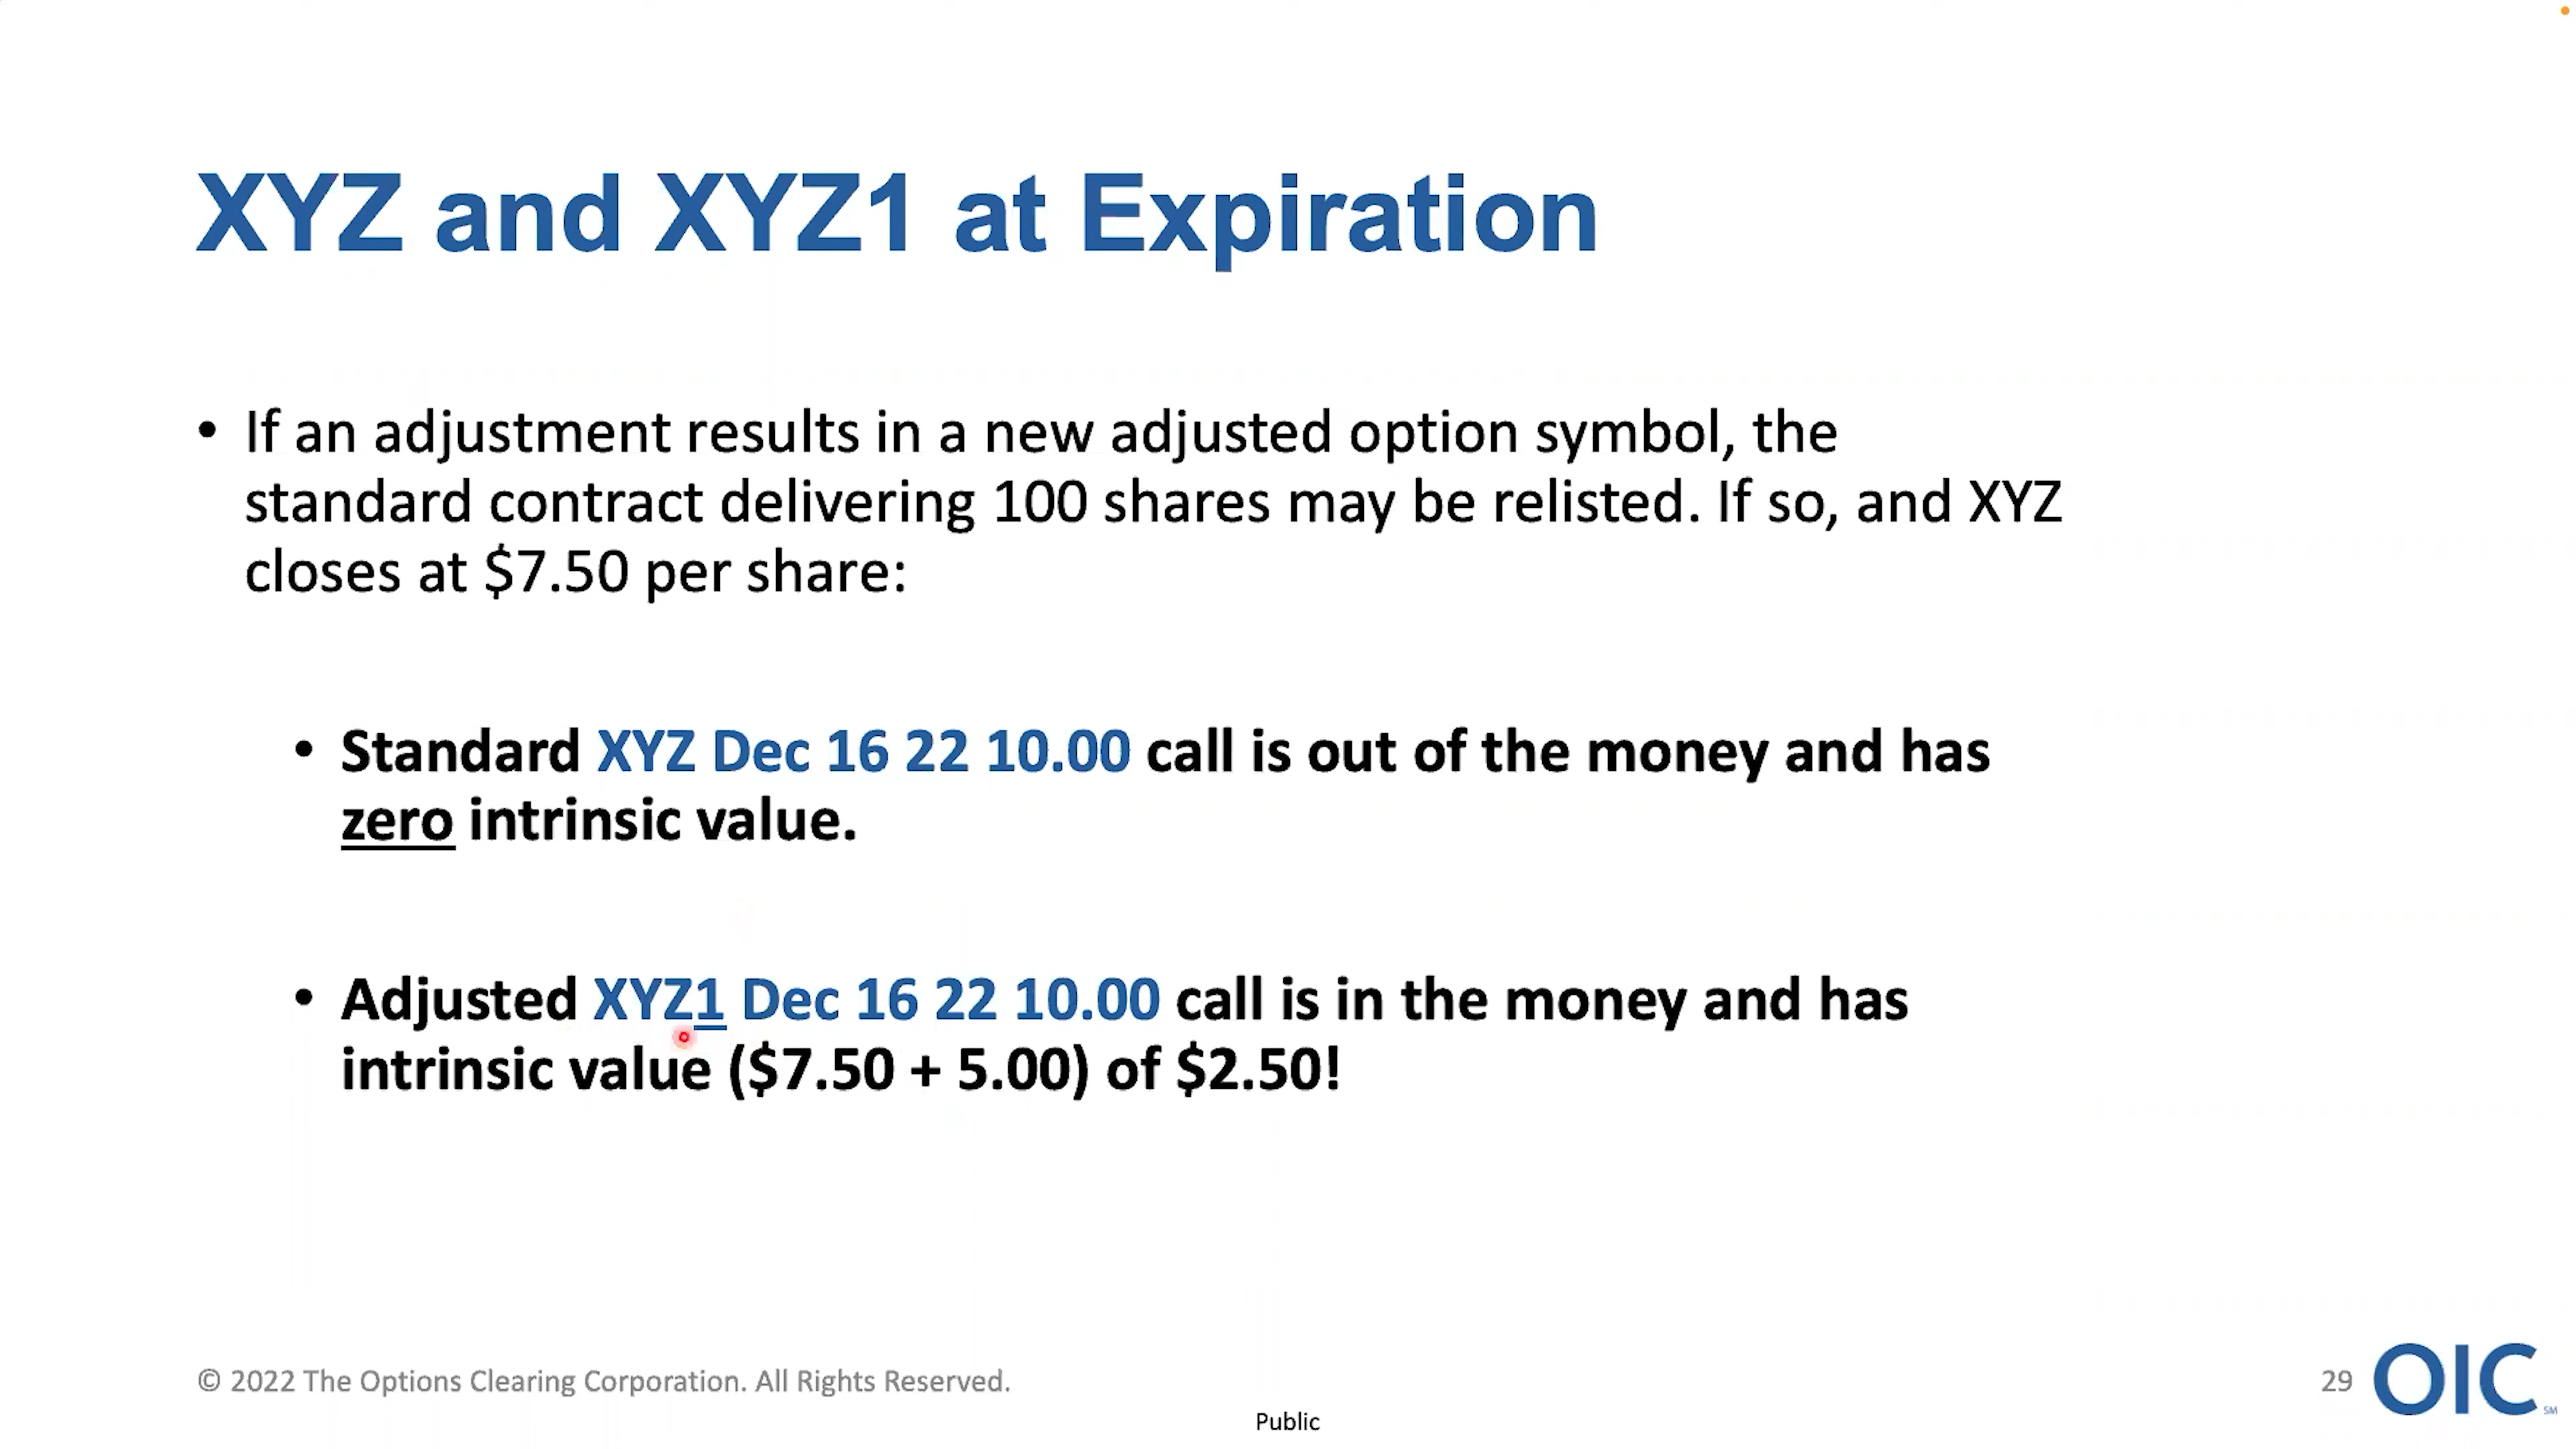 XYZ and XYZ1 at Expiration
• If an adjustment results in a new adjusted option symbol, the
standard contract delivering 100 shares may be relisted. If so, and XYZ
closes at $7.50 per share:
• Standard XYZ Dec 16 22 10.00 call is out of the money and has
zero intrinsic value.
• Adjusted XYZ1 Dec 16 22 10.00 call is in the money and has
intrinsic value ($7.50 + 5.00) of $2.50!
© 2022 The Options Clearing Corporation. All Rights Reserved.
29
OIC SM
Public